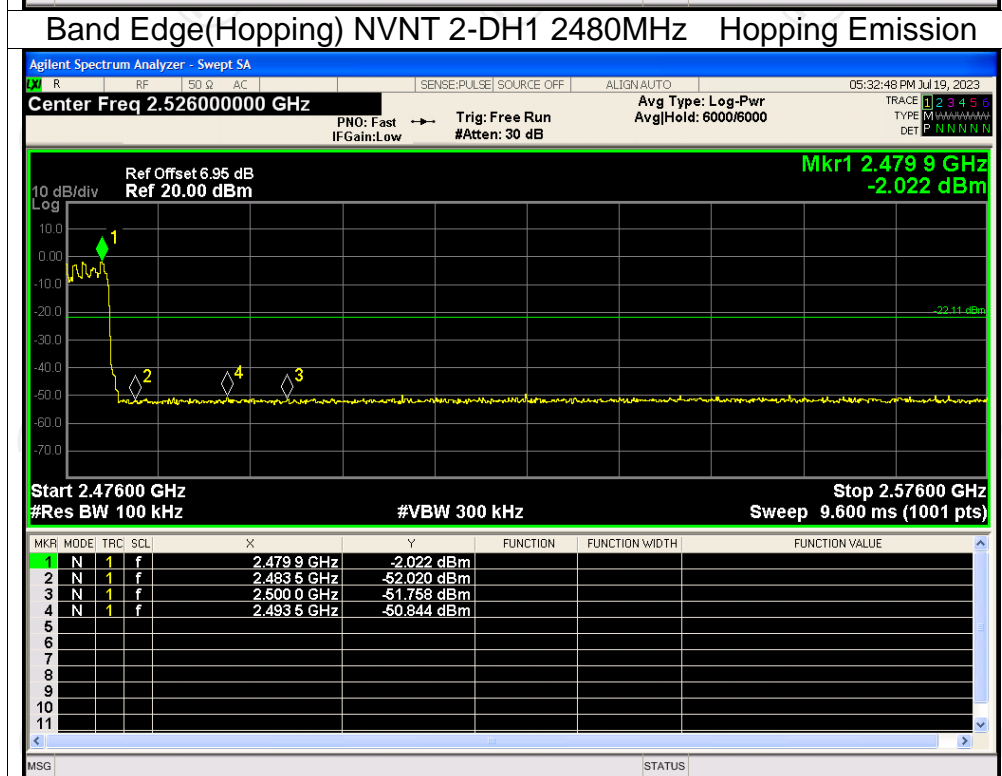 Band Edge(Hopping) NVNT 2-DH1 2480MHz Hopping Emission
Agilent Spectrum Analyzer - Swept SA
LXI R RF 50 Ω AC SENSE:PULSE SOURCE OFF ALIGN AUTO 05:32:48 PM Jul 19, 2023
Center Freq 2.526000000 GHz
PNO: Fast
IFGain:Low
Trig: Free Run
#Atten: 30 dB
Avg Type: Log-Pwr
Avg|Hold: 6000/6000
TRACE 1 2 3 4 5 6
TYPE M
DET P N N N N N
Mkr1 2.479 9 GHz
-2.022 dBm
Ref Offset 6.95 dB
10 dB/div Ref 20.00 dBm
Log
10.0
0.00
-10.0
-20.0
-30.0
-40.0
-50.0
-60.0
-70.0
1
-22.11 dBm
2
4
3
Start 2.47600 GHz Stop 2.57600 GHz
#Res BW 100 kHz #VBW 300 kHz Sweep 9.600 ms (1001 pts)
MKR MODE TRC SCL X Y FUNCTION FUNCTION WIDTH FUNCTION VALUE
1 N 1 f 2.479 9 GHz -2.022 dBm
2 N 1 f 2.483 5 GHz -52.020 dBm
3 N 1 f 2.500 0 GHz -51.758 dBm
4 N 1 f 2.493 5 GHz -50.844 dBm
5
6
7
8
9
10
11
MSG STATUS